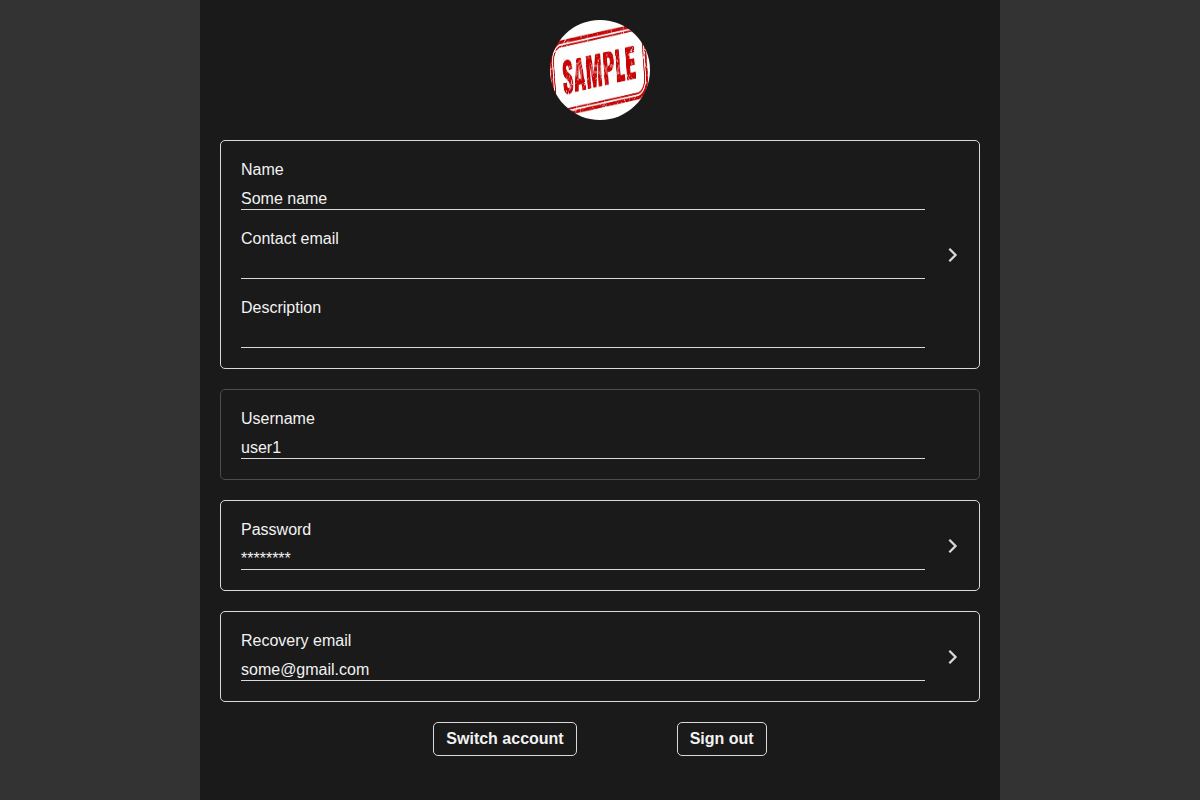 SAMPLE
Name
Some name
Contact email
Description
Username
user1
Password
********
Recovery email
some@gmail.com
Switch account
Sign out